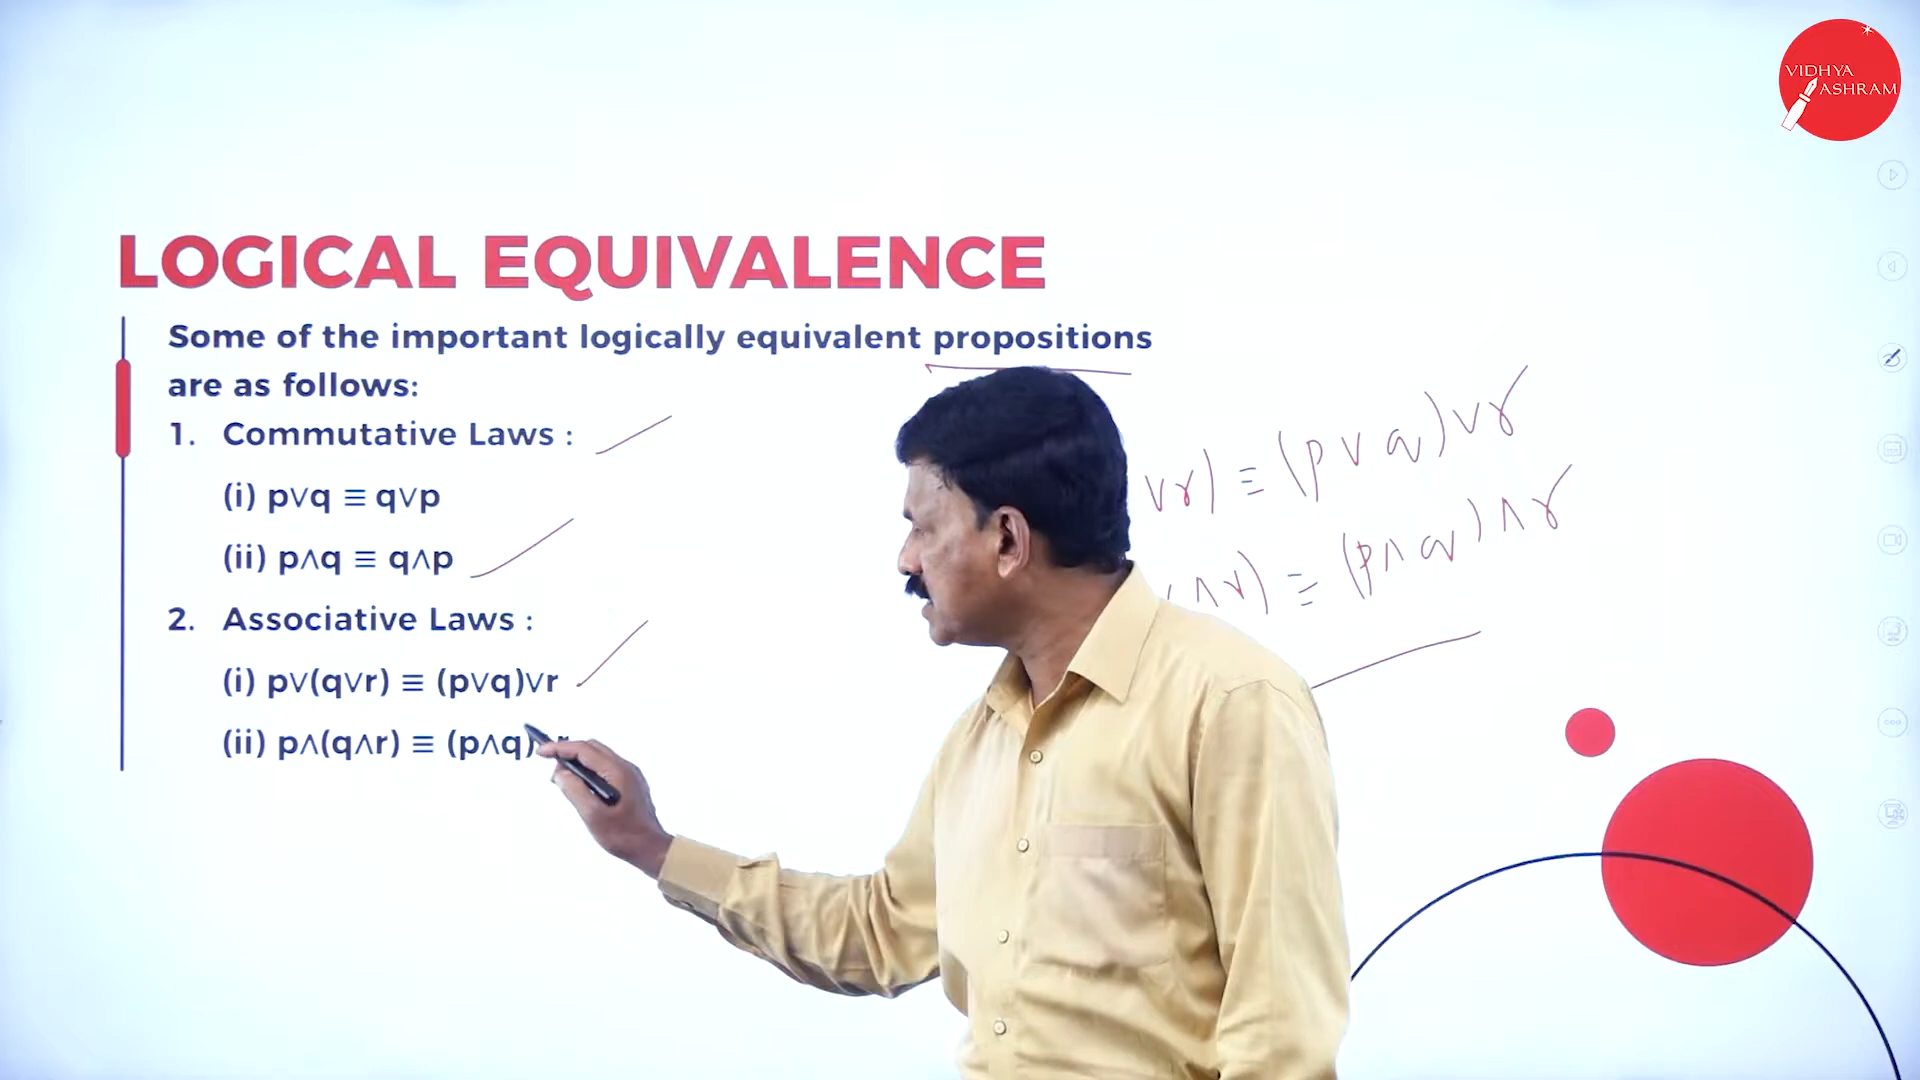 VIDHYA
ASHRAM
LOGICAL EQUIVALENCE
Some of the important logically equivalent propositions
are as follows:
1. Commutative Laws :
(i) p∨q ≡ q∨p
(ii) p∧q ≡ q∧p
2. Associative Laws :
(i) p∨(q∨r) ≡ (p∨q)∨r
(ii) p∧(q∧r) ≡ (p∧q)
∨r) ≡ (p∨q)∨r
∧r) ≡ (p∧q)∧r